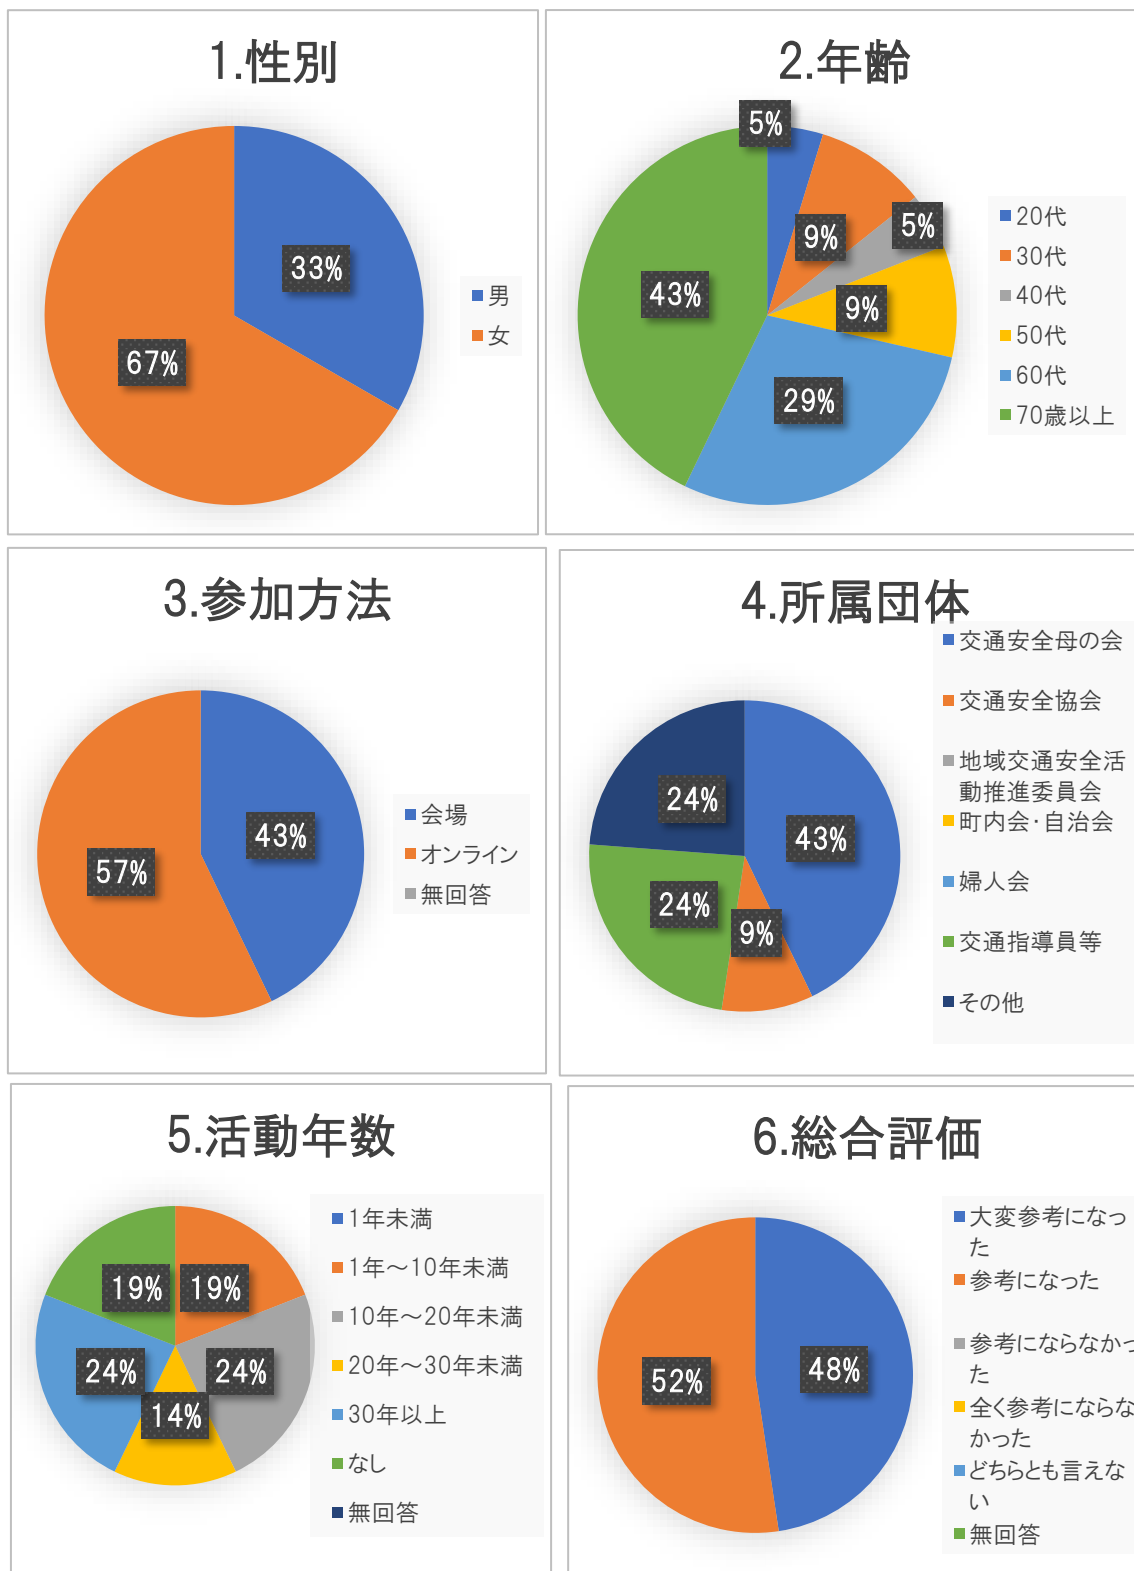 1.性別
33%
67%
男
女
2.年齢
5%
9%
5%
9%
29%
43%
20代
30代
40代
50代
60代
70歳以上
3.参加方法
43%
57%
会場
オンライン
無回答
4.所属団体
43%
9%
24%
24%
交通安全母の会
交通安全協会
地域交通安全活
動推進委員会
町内会・自治会
婦人会
交通指導員等
その他
5.活動年数
19%
19%
24%
24%
14%
1年未満
1年～10年未満
10年～20年未満
20年～30年未満
30年以上
なし
無回答
6.総合評価
48%
52%
大変参考になっ
た
参考になった
参考にならなかっ
た
全く参考にならな
かった
どちらとも言えな
い
無回答